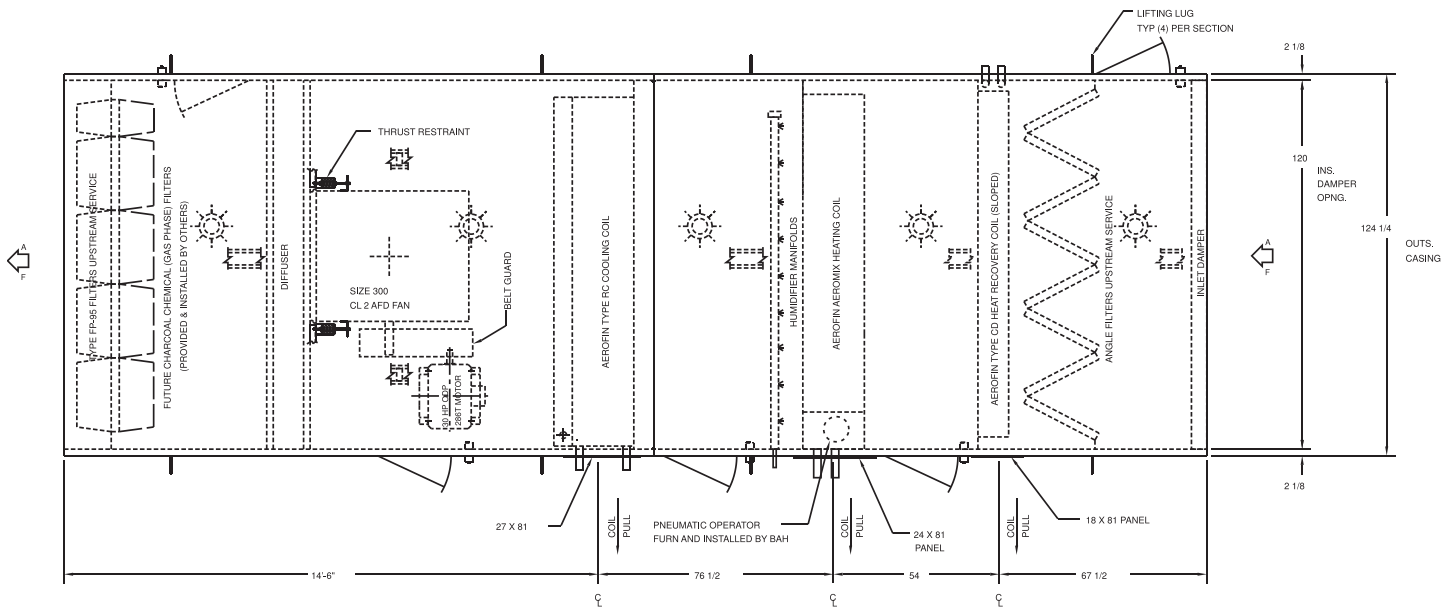 LIFTING LUG
TYP (4) PER SECTION
2 1/8
THRUST RESTRAINT
120
INS.
DAMPER
OPNG.
124 1/4
OUTS.
CASING
A
F
TYPE FP-95 FILTERS UPSTREAM SERVICE
FUTURE CHARCOAL CHEMICAL (GAS PHASE) FILTERS
(PROVIDED & INSTALLED BY OTHERS)
DIFFUSER
SIZE 300
CL 2 AFD FAN
BELT GUARD
30 HP ODP
286T MOTOR
AEROFIN TYPE RC COOLING COIL
HUMIDIFIER MANIFOLDS
AEROFIN AEROMIX HEATING COIL
AEROFIN TYPE CD HEAT RECOVERY COIL (SLOPED)
ANGLE FILTERS UPSTREAM SERVICE
INLET DAMPER
A
F
2 1/8
27 X 81
COIL
PULL
PNEUMATIC OPERATOR
FURN AND INSTALLED BY BAH
COIL
PULL
24 X 81
PANEL
COIL
PULL
18 X 81 PANEL
14'-6"
76 1/2
54
67 1/2
C
L
C
L
C
L